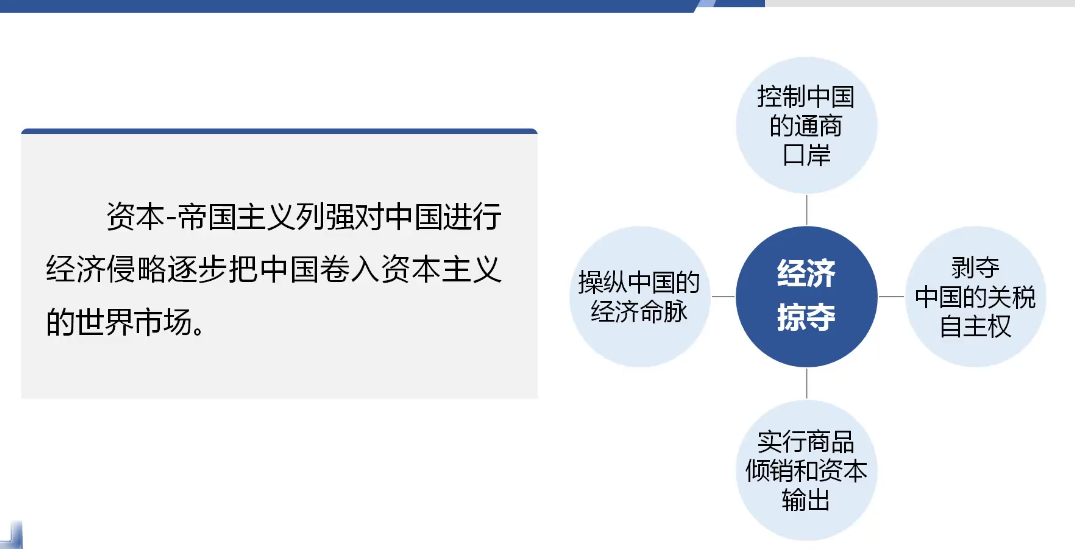 资本-帝国主义列强对中国进行
经济侵略逐步把中国卷入资本主义
的世界市场。
控制中国
的通商
口岸
操纵中国的
经济命脉
经济
掠夺
剥夺
中国的关税
自主权
实行商品
倾销和资本
输出